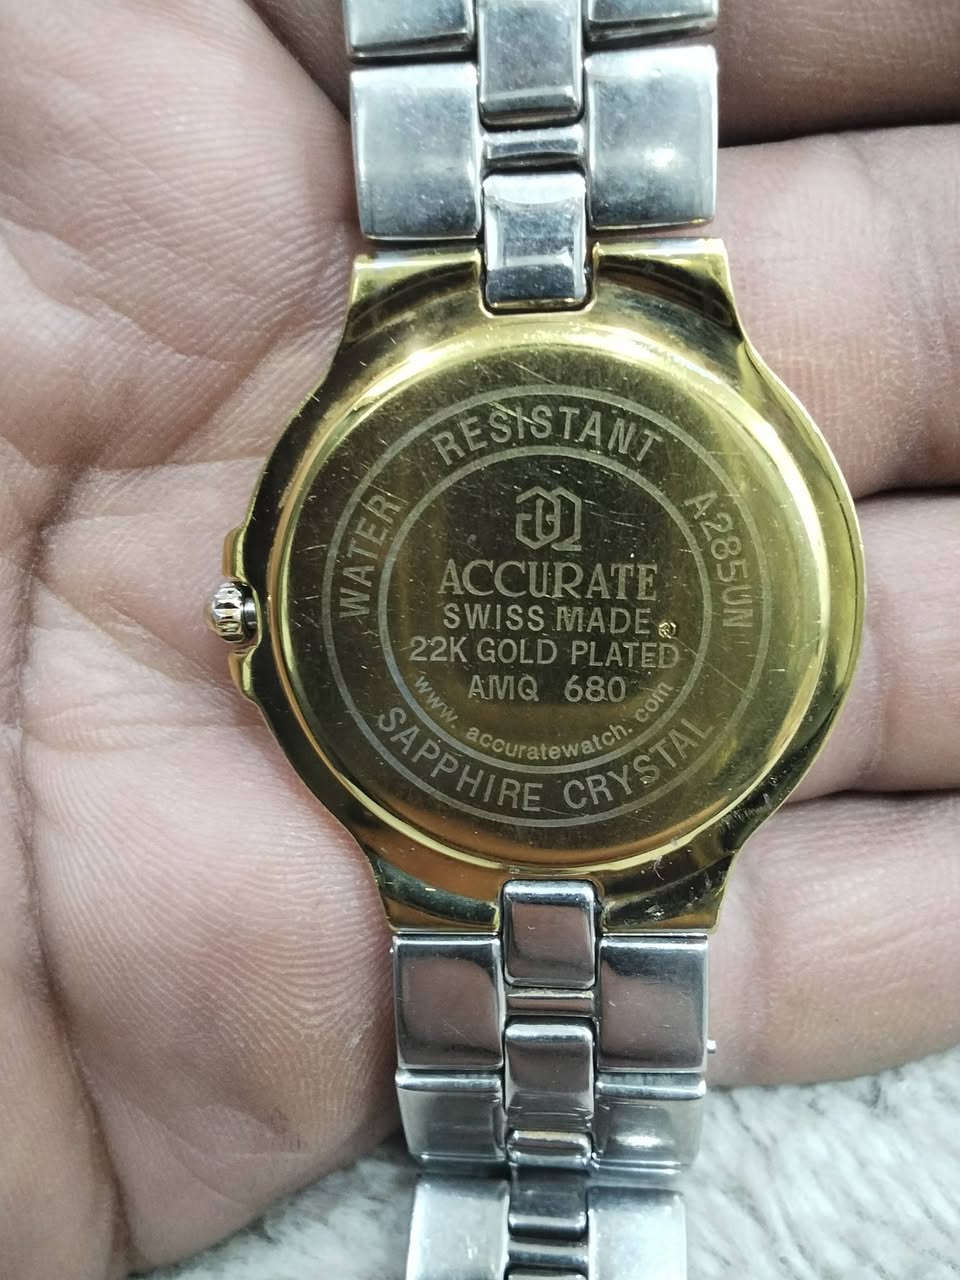 WATER RESISTANT A285UN
ACCURATE
SWISS MADE
22K GOLD PLATED
AMQ 680
www.accuratewatch.com
SAPPHIRE CRYSTAL